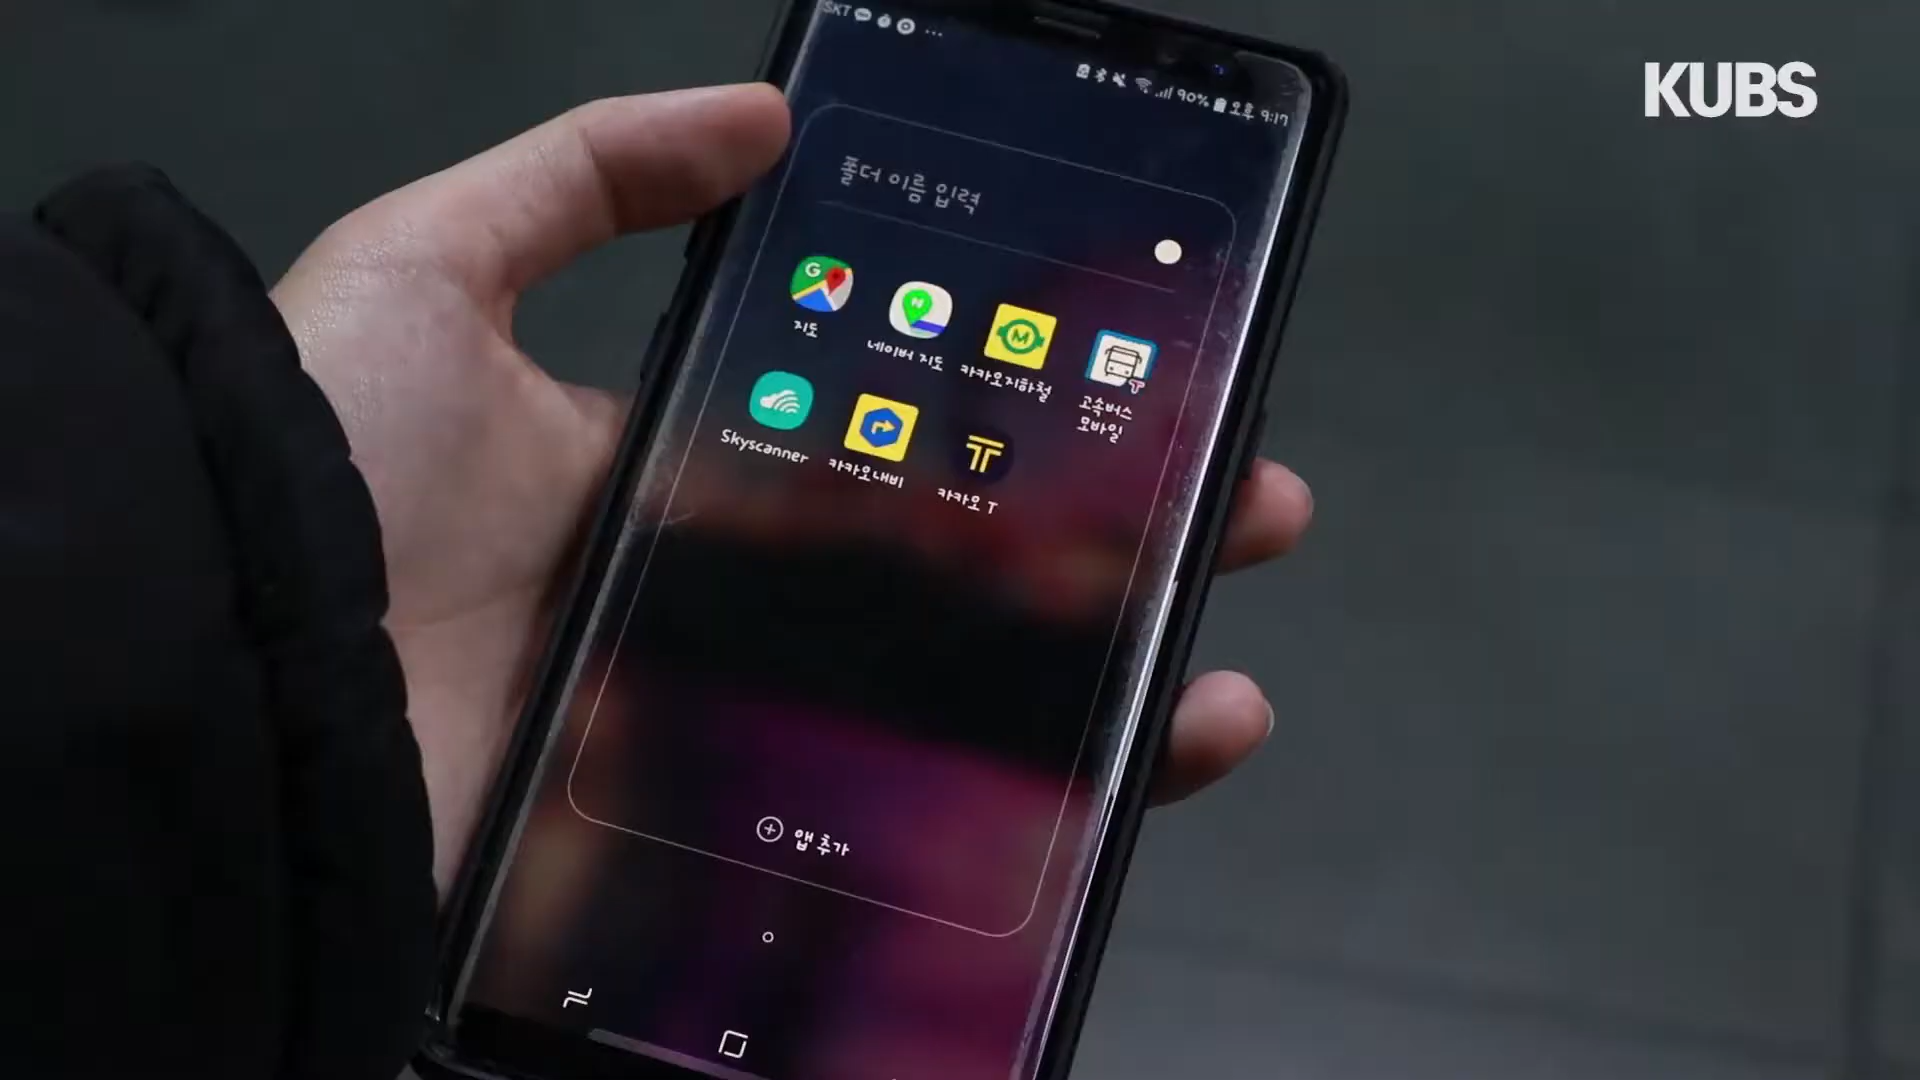 SKT
90% 오후 9:17
KUBS
폴더 이름 입력
G
지도
N
네이버 지도
M
카카오지하철
T
고속버스
모바일
Skyscanner
카카오내비
T
카카오 T
앱 추가